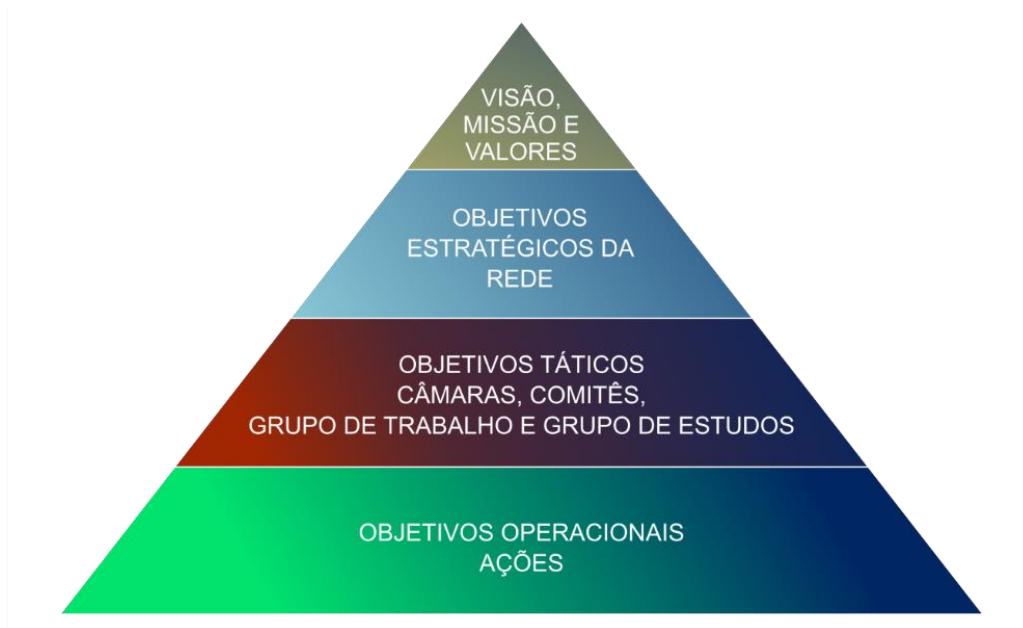 VISÃO,
MISSÃO E
VALORES
OBJETIVOS
ESTRATÉGICOS DA
REDE
OBJETIVOS TÁTICOS
CÂMARAS, COMITÊS,
GRUPO DE TRABALHO E GRUPO DE ESTUDOS
OBJETIVOS OPERACIONAIS
AÇÕES